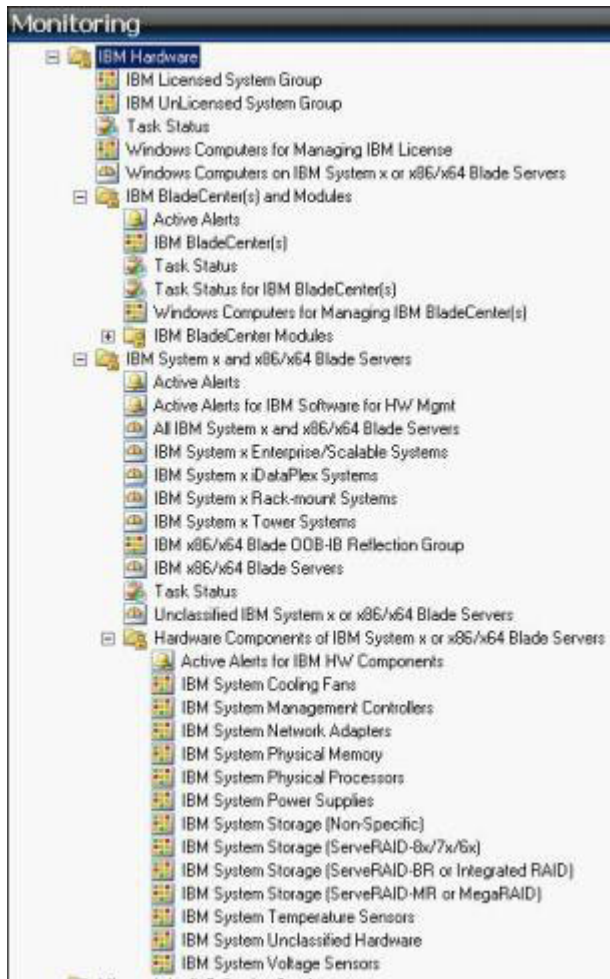 Monitoring
IBM Hardware
IBM Licensed System Group
IBM UnLicensed System Group
Task Status
Windows Computers for Managing IBM License
Windows Computers on IBM System x or x86/x64 Blade Servers
IBM BladeCenter(s) and Modules
Active Alerts
IBM BladeCenter(s)
Task Status
Task Status for IBM BladeCenter(s)
Windows Computers for Managing IBM BladeCenter(s)
IBM BladeCenter Modules
IBM System x and x86/x64 Blade Servers
Active Alerts
Active Alerts for IBM Software for HW Mgmt
All IBM System x and x86/x64 Blade Servers
IBM System x Enterprise/Scalable Systems
IBM System x iDataPlex Systems
IBM System x Rack-mount Systems
IBM System x Tower Systems
IBM x86/x64 Blade OOB-IB Reflection Group
IBM x86/x64 Blade Servers
Task Status
Unclassified IBM System x or x86/x64 Blade Servers
Hardware Components of IBM System x or x86/x64 Blade Servers
Active Alerts for IBM HW Components
IBM System Cooling Fans
IBM System Management Controllers
IBM System Network Adapters
IBM System Physical Memory
IBM System Physical Processors
IBM System Power Supplies
IBM System Storage (Non-Specific)
IBM System Storage (ServeRAID-8x/7x/6x)
IBM System Storage (ServeRAID-BR or Integrated RAID)
IBM System Storage (ServeRAID-MR or MegaRAID)
IBM System Temperature Sensors
IBM System Unclassified Hardware
IBM System Voltage Sensors